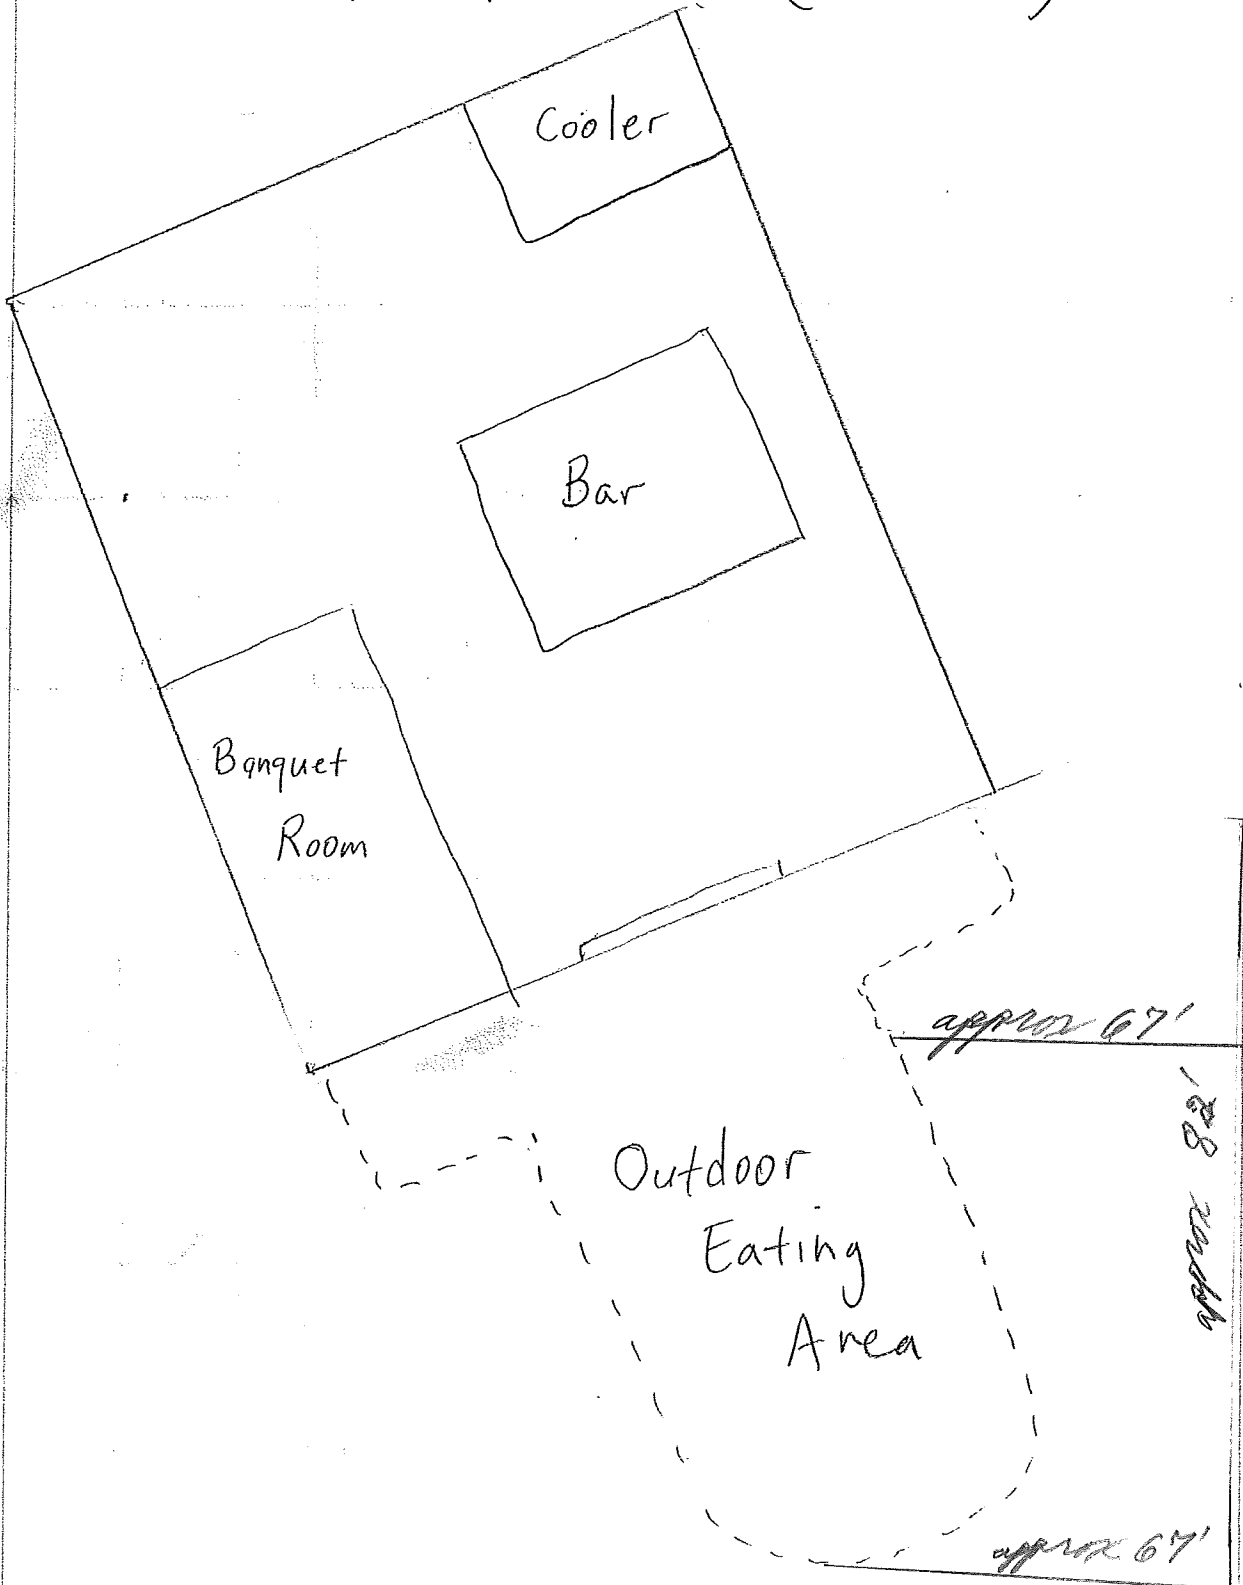 Cooler
Bar
Banquet
Room
approx 67'
approx 82'
Outdoor
Eating
Area
approx 67'